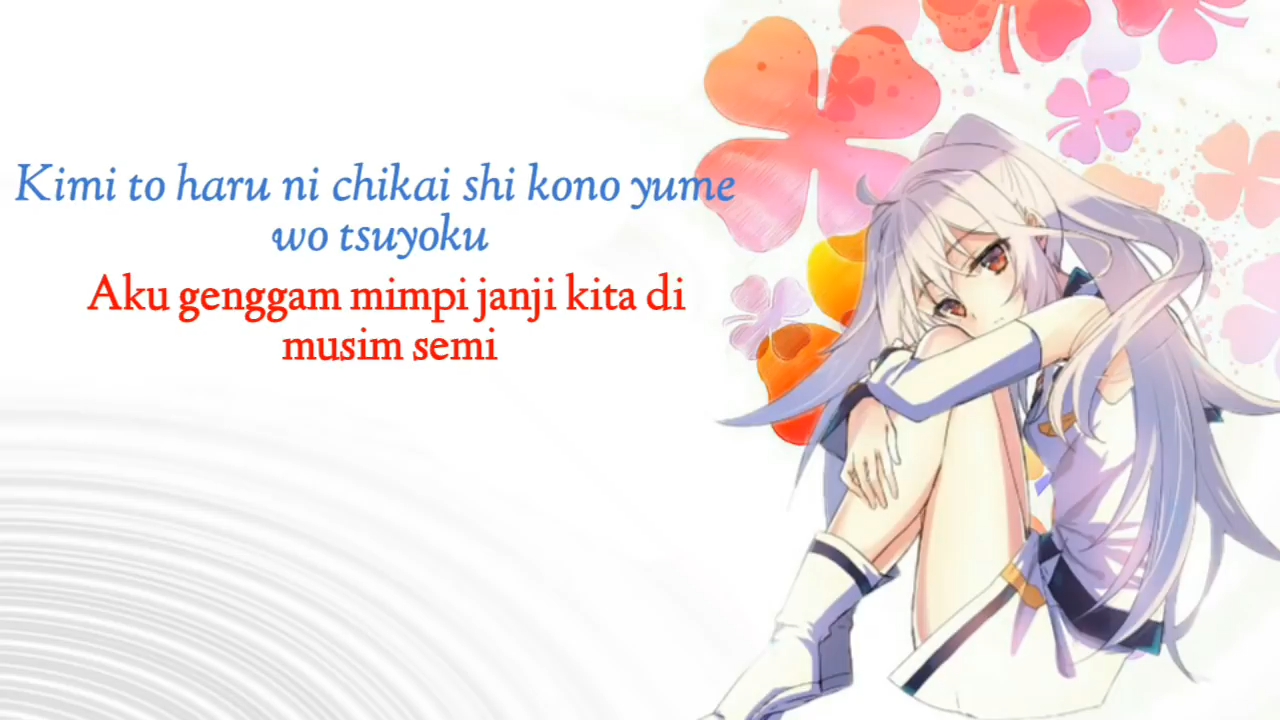 Kimi to haru ni chikai shi kono yume
wo tsuyoku
Aku genggam mimpi janji kita di
musim semi